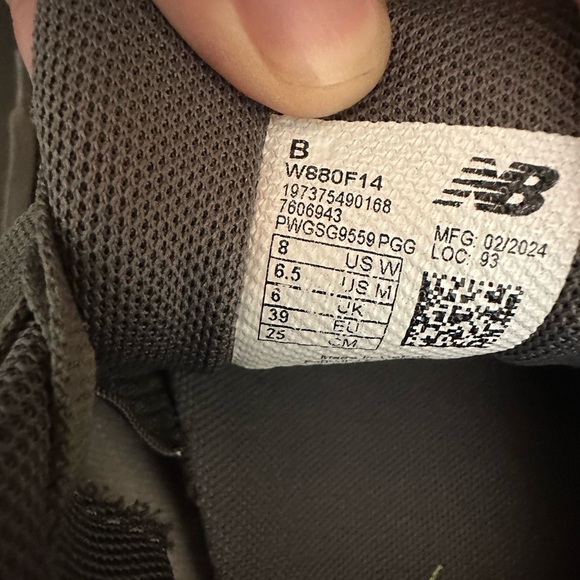 B
W880F14
197375490168
7606943
PWGSG9559 PGG
NB
MFG: 02/2024
LOC: 93
8 US W
6.5 US M
6 UK
39 EU
25 CM